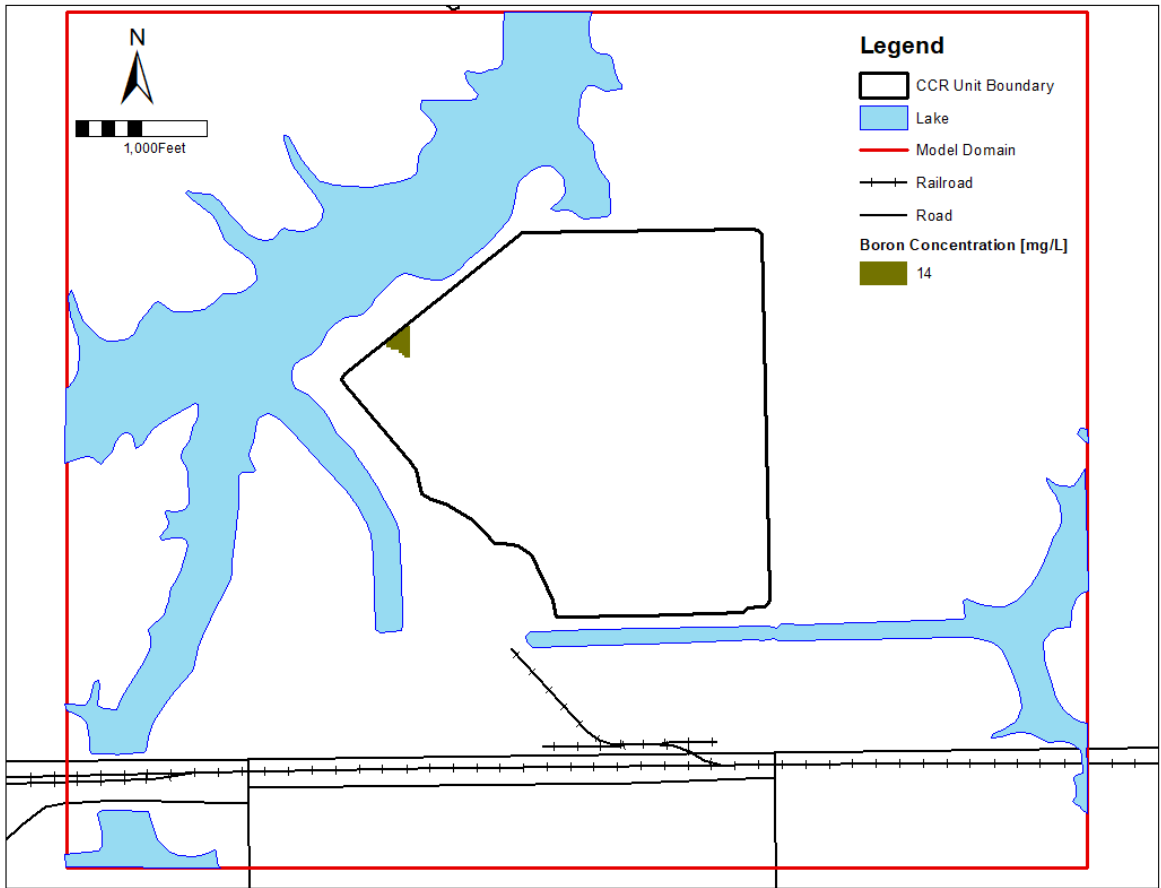 N
1,000Feet
Legend
CCR Unit Boundary
Lake
Model Domain
Railroad
Road
Boron Concentration [mg/L]
14